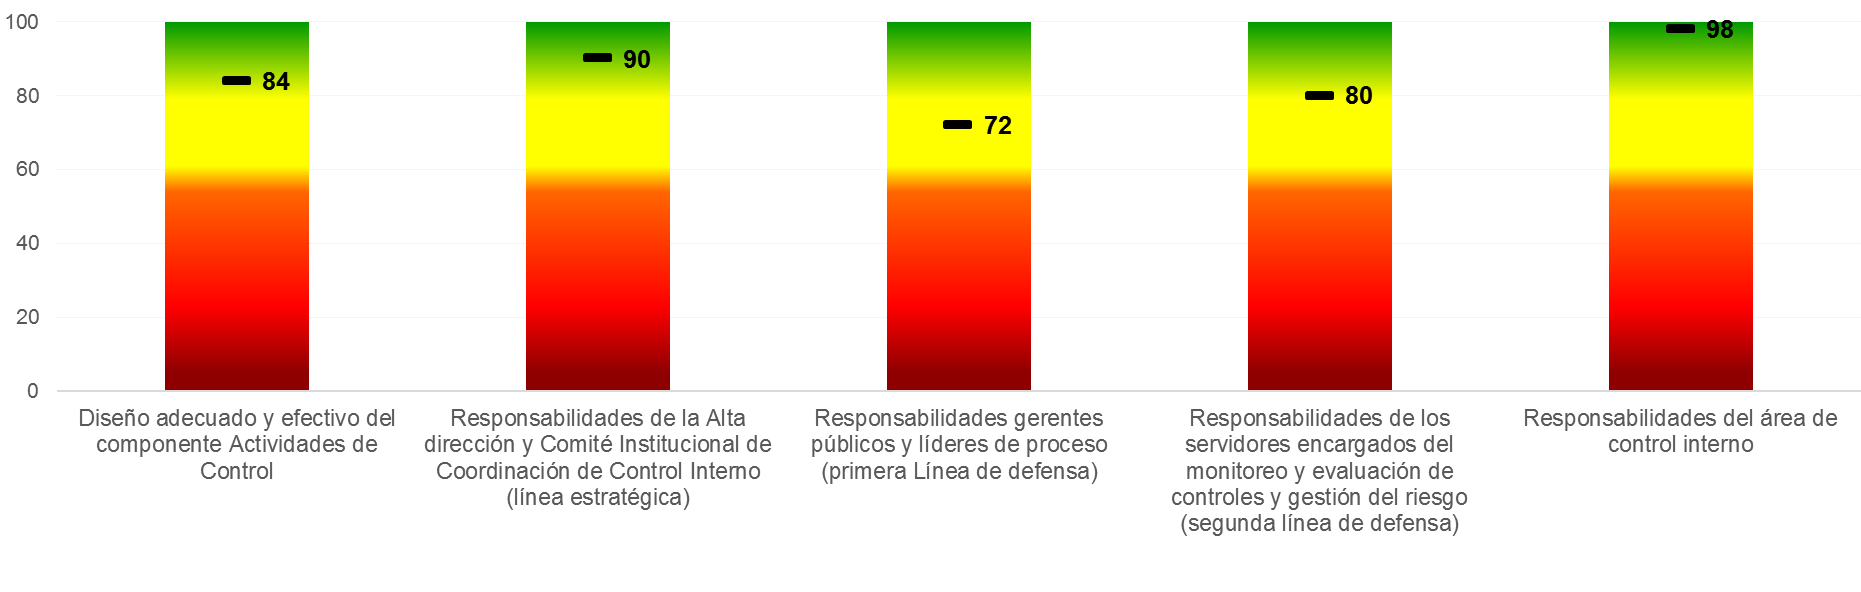 100
80
60
40
20
0
84
90
72
80
98
Diseño adecuado y efectivo del
componente Actividades de
Control
Responsabilidades de la Alta
dirección y Comité Institucional de
Coordinación de Control Interno
(línea estratégica)
Responsabilidades gerentes
públicos y líderes de proceso
(primera Línea de defensa)
Responsabilidades de los
servidores encargados del
monitoreo y evaluación de
controles y gestión del riesgo
(segunda línea de defensa)
Responsabilidades del área de
control interno